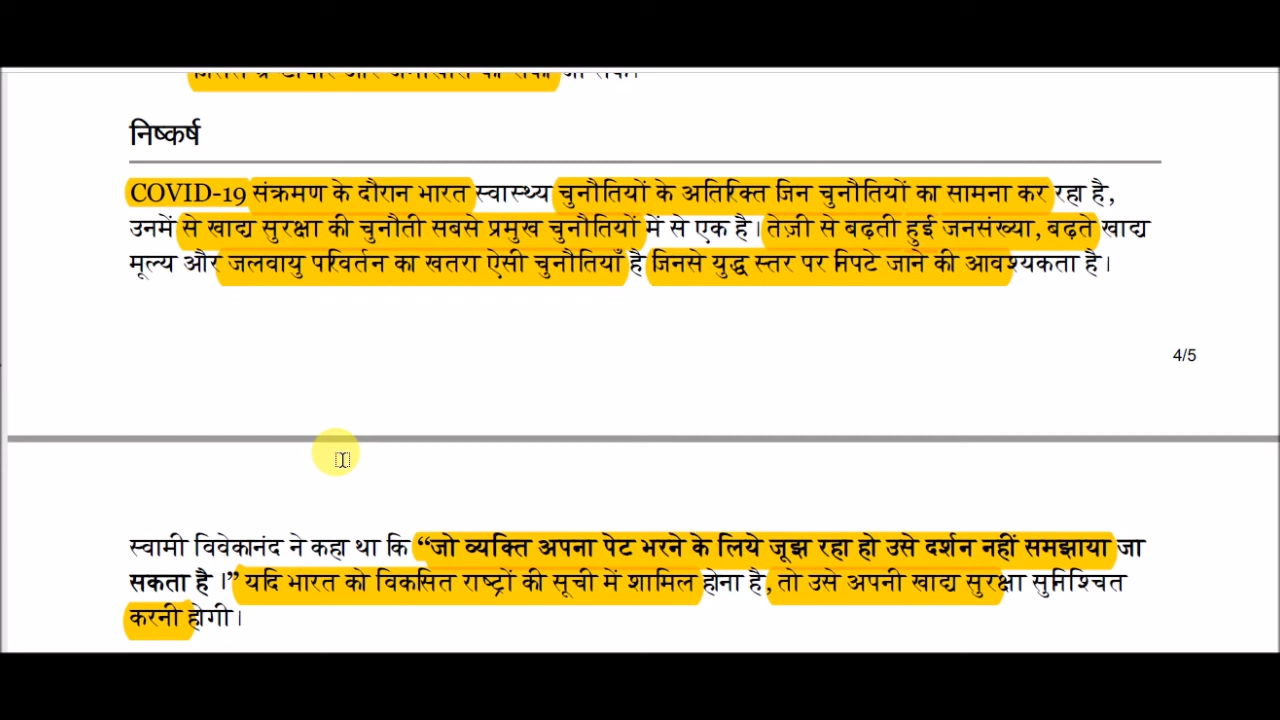 निष्कर्ष
COVID-19 संक्रमण के दौरान भारत स्वास्थ्य चुनौतियों के अतिरिक्त जिन चुनौतियों का सामना कर रहा है,
उनमें से खाद्य सुरक्षा की चुनौती सबसे प्रमुख चुनौतियों में से एक है। तेज़ी से बढ़ती हुई जनसंख्या, बढ़ते खाद्य
मूल्य और जलवायु परिवर्तन का खतरा ऐसी चुनौतियाँ है जिनसे युद्ध स्तर पर निपटे जाने की आवश्यकता है।
4/5
स्वामी विवेकानंद ने कहा था कि “जो व्यक्ति अपना पेट भरने के लिये जूझ रहा हो उसे दर्शन नहीं समझाया जा
सकता है ।” यदि भारत को विकसित राष्ट्रों की सूची में शामिल होना है, तो उसे अपनी खाद्य सुरक्षा सुनिश्चित
करनी होगी।